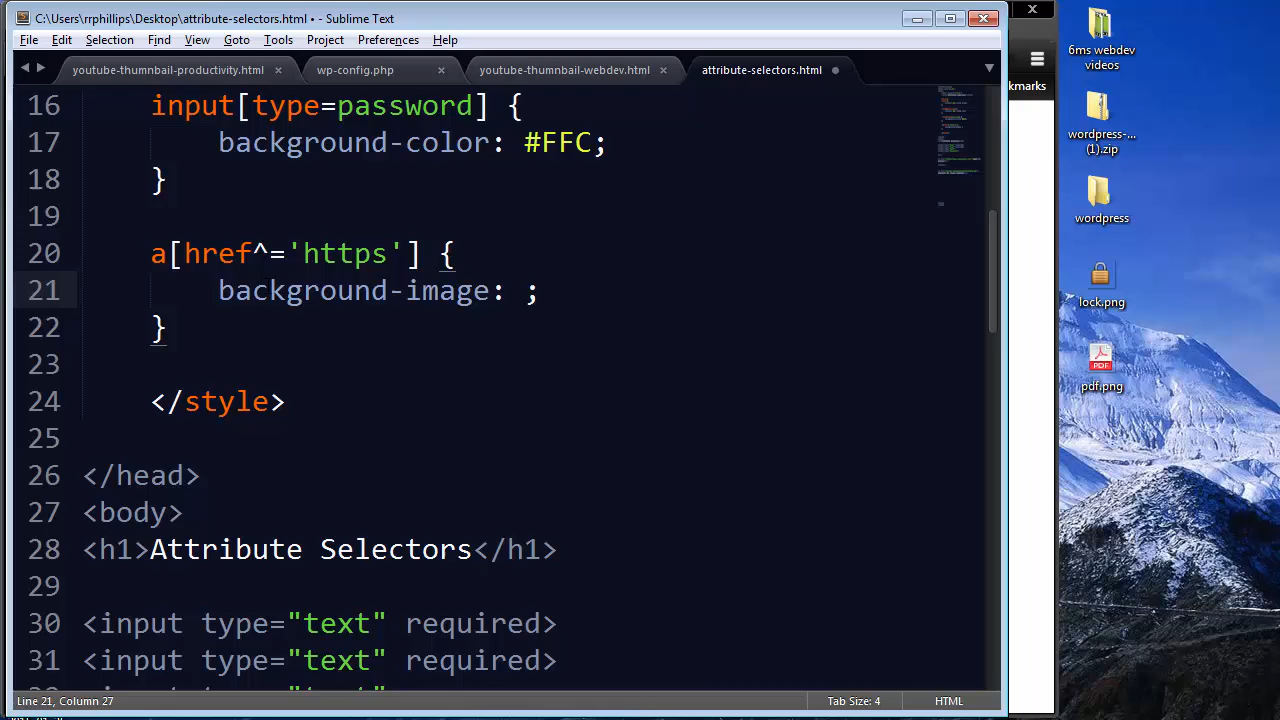 C:\Users\rrphillips\Desktop\attribute-selectors.html • - Sublime Text
File Edit Selection Find View Goto Tools Project Preferences Help
youtube-thumnbail-productivity.html wp-config.php youtube-thumnbail-webdev.html attribute-selectors.html
16 input[type=password] {
17 background-color: #FFC;
18 }
19
20 a[href^='https'] {
21 background-image: ;
22 }
23
24 </style>
25
26 </head>
27 <body>
28 <h1>Attribute Selectors</h1>
29
30 <input type="text" required>
31 <input type="text" required>
Line 21, Column 27 Tab Size: 4 HTML
kmarks
6ms webdev
videos
wordpress-...
(1).zip
wordpress
lock.png
PDF
pdf.png